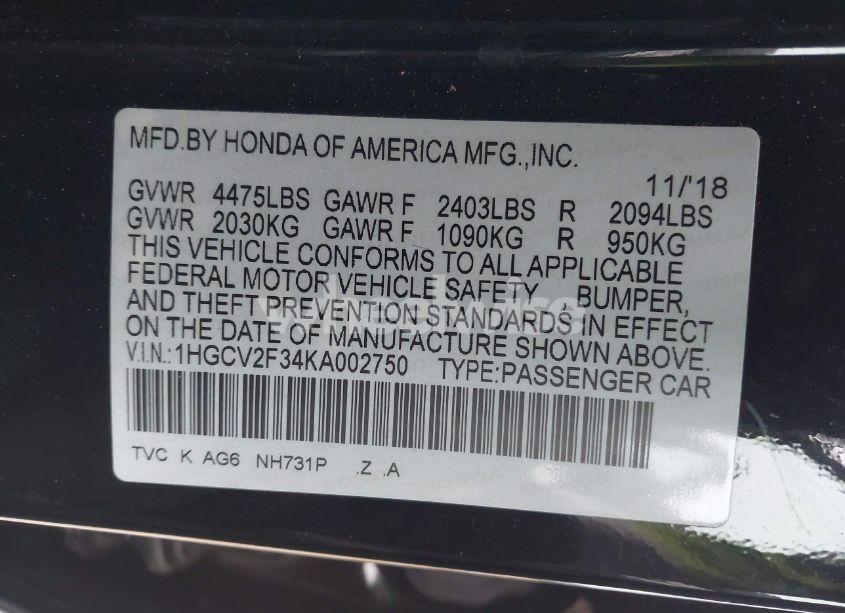 MFD.BY HONDA OF AMERICA MFG.,INC.
11/'18
GVWR 4475LBS GAWR F 2403LBS R 2094LBS
GVWR 2030KG GAWR F 1090KG R 950KG
THIS VEHICLE CONFORMS TO ALL APPLICABLE
FEDERAL MOTOR VEHICLE SAFETY, BUMPER,
AND THEFT PREVENTION STANDARDS IN EFFECT
ON THE DATE OF MANUFACTURE SHOWN ABOVE.
V.I.N.:1HGCV2F34KA002750 TYPE:PASSENGER CAR
TVC K AG6 NH731P .Z .A